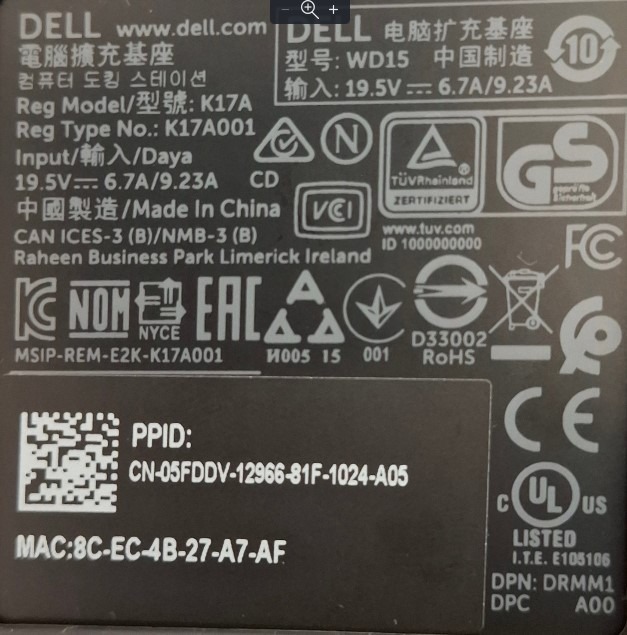 DELL www.dell.com
電腦擴充基座
컴퓨터 도킹 스테이션
Reg Model/型號: K17A
Reg Type No.: K17A001
Input/輸入/Daya
19.5V⎓ 6.7A/9.23A CD
中國製造/Made In China
CAN ICES-3 (B)/NMB-3 (B)
Raheen Business Park Limerick Ireland
DELL 电脑扩充基座
型号: WD15 中国制造
输入: 19.5V⎓ 6.7A/9.23A
10
N
VCI
TÜVRheinland
ZERTIFIZIERT
www.tuv.com
ID 1000000000
GS
geprüfte
Sicherheit
FC
KC
NOM
NYCE
EAC
MSIP-REM-E2K-K17A001
И005 15
001
D33002
RoHS
CE
PPID:
CN-05FDDV-12966-81F-1024-A05
MAC:8C-EC-4B-27-A7-AF
C UL US
LISTED
I.T.E. E105106
DPN: DRMM1
DPC A00